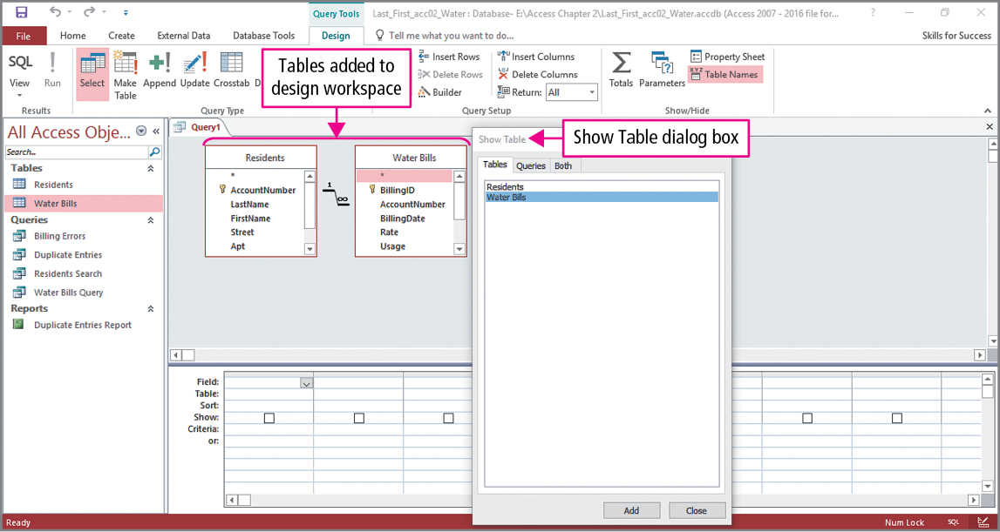 Query Tools
Last_First_acc02_Water : Database- E:\Access Chapter 2\Last_First_acc02_Water.accdb (Access 2007 - 2016 file for...
?
File
Home
Create
External Data
Database Tools
Design
Tell me what you want to do...
Skills for Success
SQL
View
Run
Select
Make
Table
Append
Update
Crosstab
D
Tables added to
design workspace
Insert Rows
Delete Rows
Builder
Insert Columns
Delete Columns
Return: All
Totals
Parameters
Property Sheet
XYZ
Table Names
Results
Query Type
Query Setup
Show/Hide
All Access Obje...
Search...
Tables
Residents
Water Bills
Queries
Billing Errors
Duplicate Entries
Residents Search
Water Bills Query
Reports
Duplicate Entries Report
Query1
Residents
*
AccountNumber
LastName
FirstName
Street
Apt
1
∞
Water Bills
*
BillingID
AccountNumber
BillingDate
Rate
Usage
Show Table
Show Table dialog box
Tables
Queries
Both
Residents
Water Bills
Add
Close
Field:
Table:
Sort:
Show:
Criteria:
or:
Ready
Num Lock
SQL